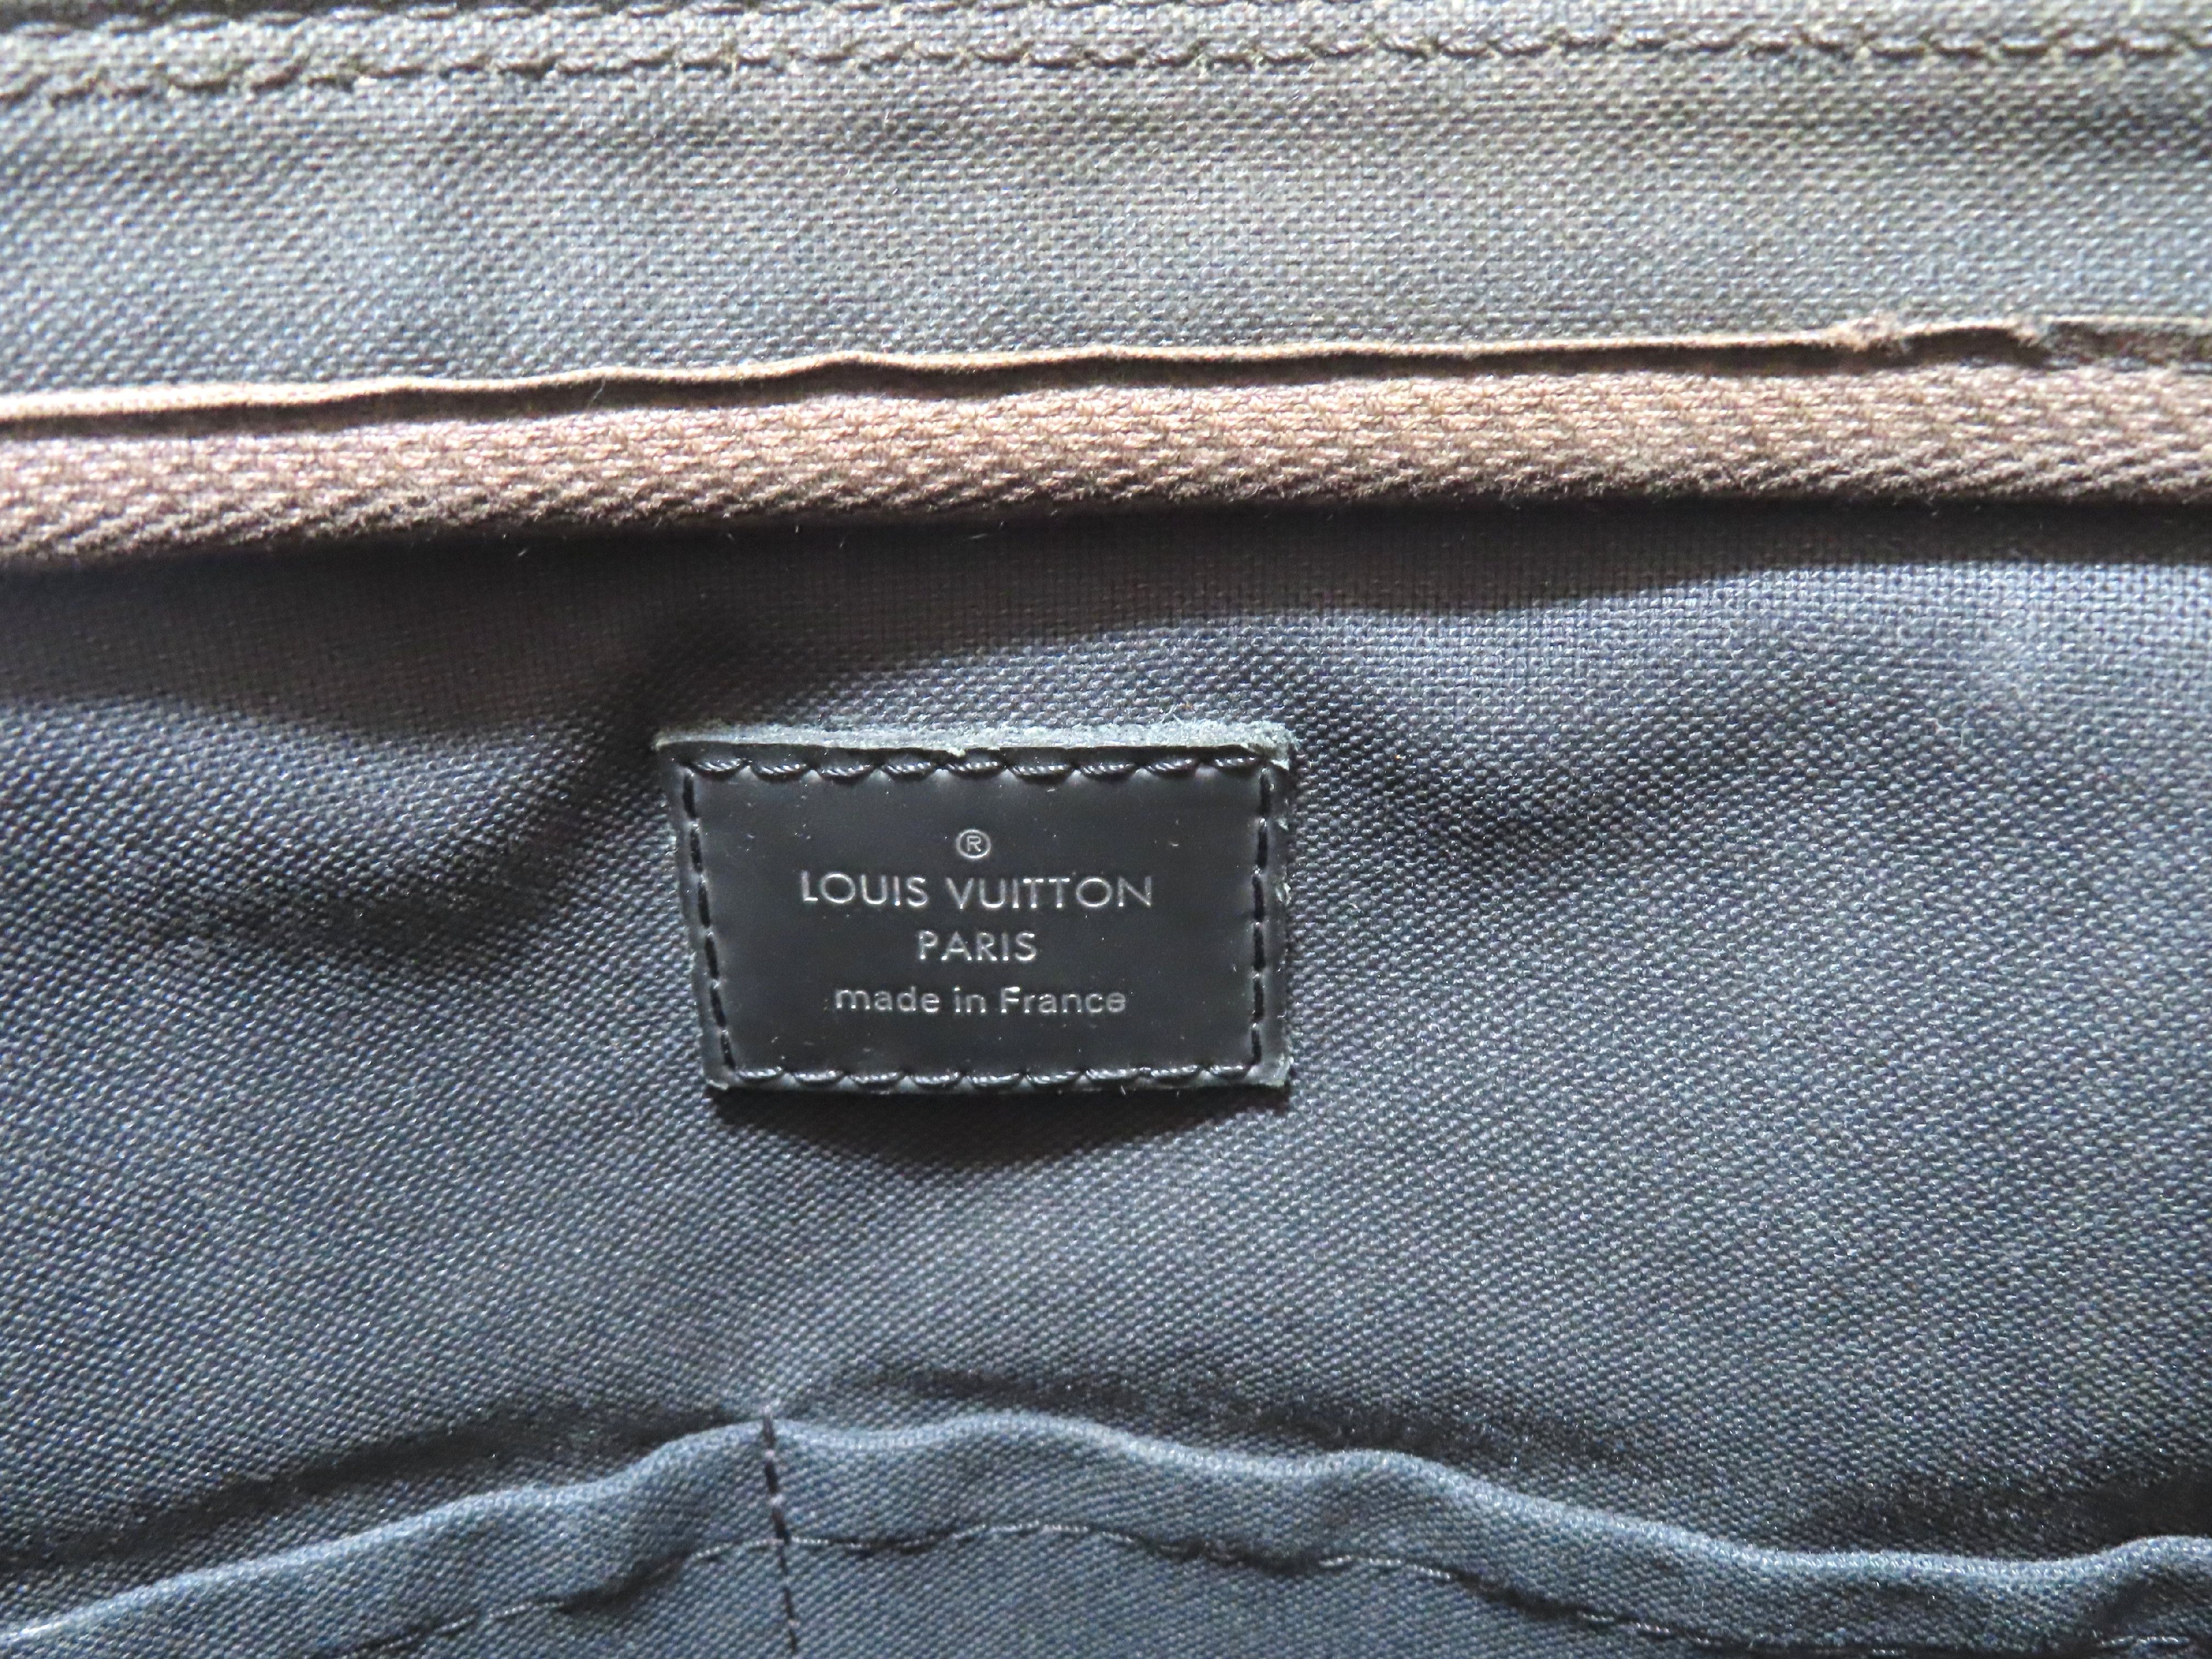 ®
LOUIS VUITTON
PARIS
made in France